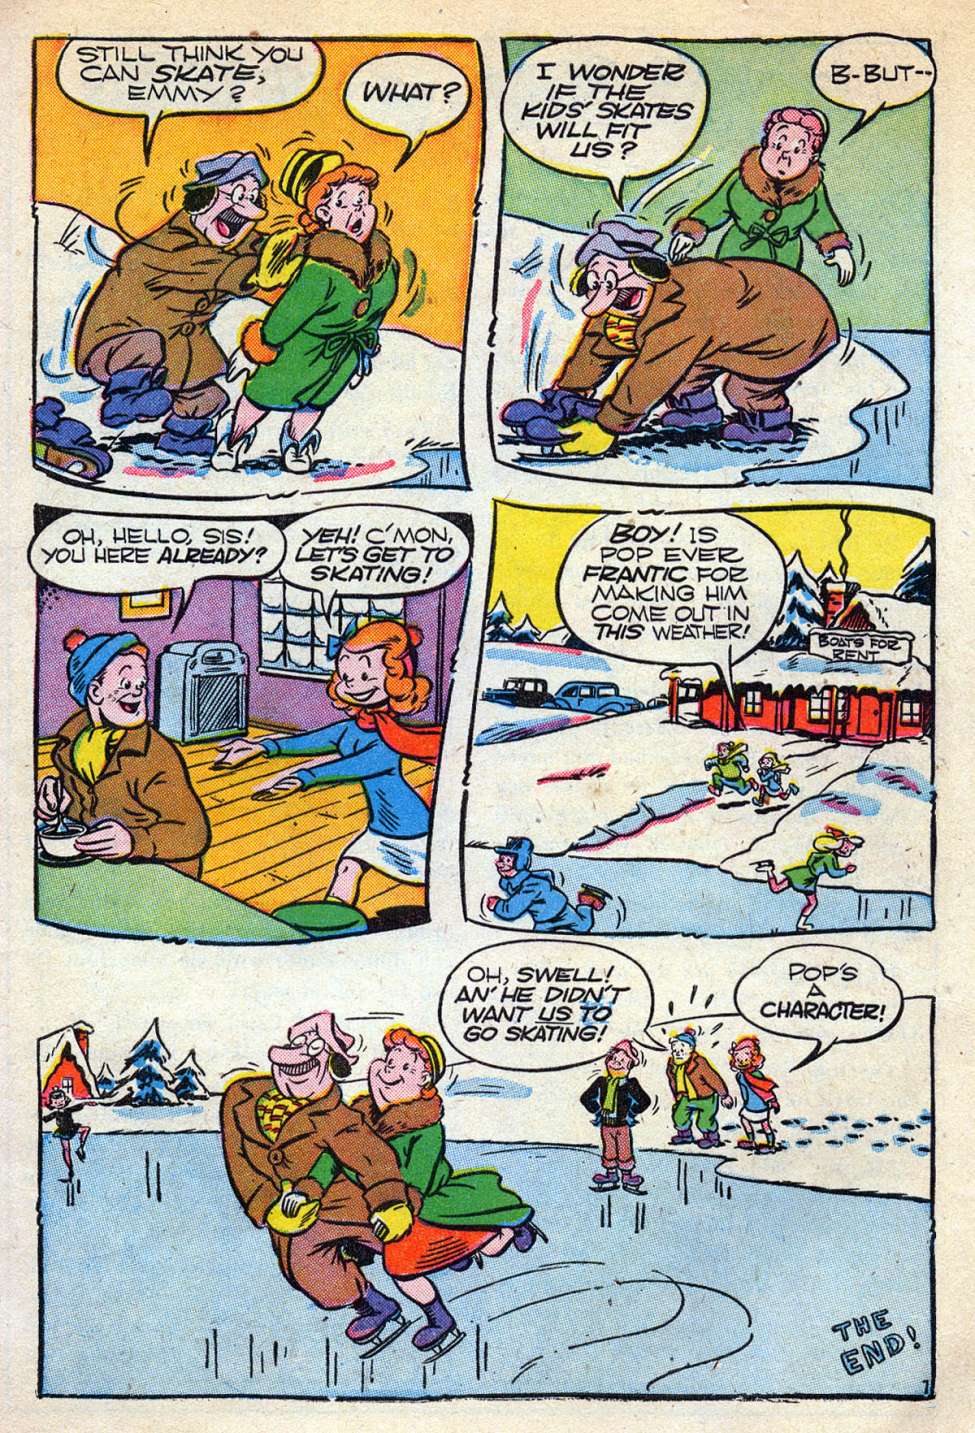 STILL THINK YOU
CAN SKATE,
EMMY?
WHAT?
I WONDER
IF THE
KIDS' SKATES
WILL FIT
US?
B-BUT--
OH, HELLO, SIS!
YOU HERE ALREADY?
YEH! C'MON,
LET'S GET TO
SKATING!
BOY! IS
POP EVER
FRANTIC FOR
MAKING HIM
COME OUT IN
THIS WEATHER!
BOATS FOR
RENT
OH, SWELL!
AN' HE DIDN'T
WANT US TO
GO SKATING!
POP'S
A
CHARACTER!
THE
END!
7